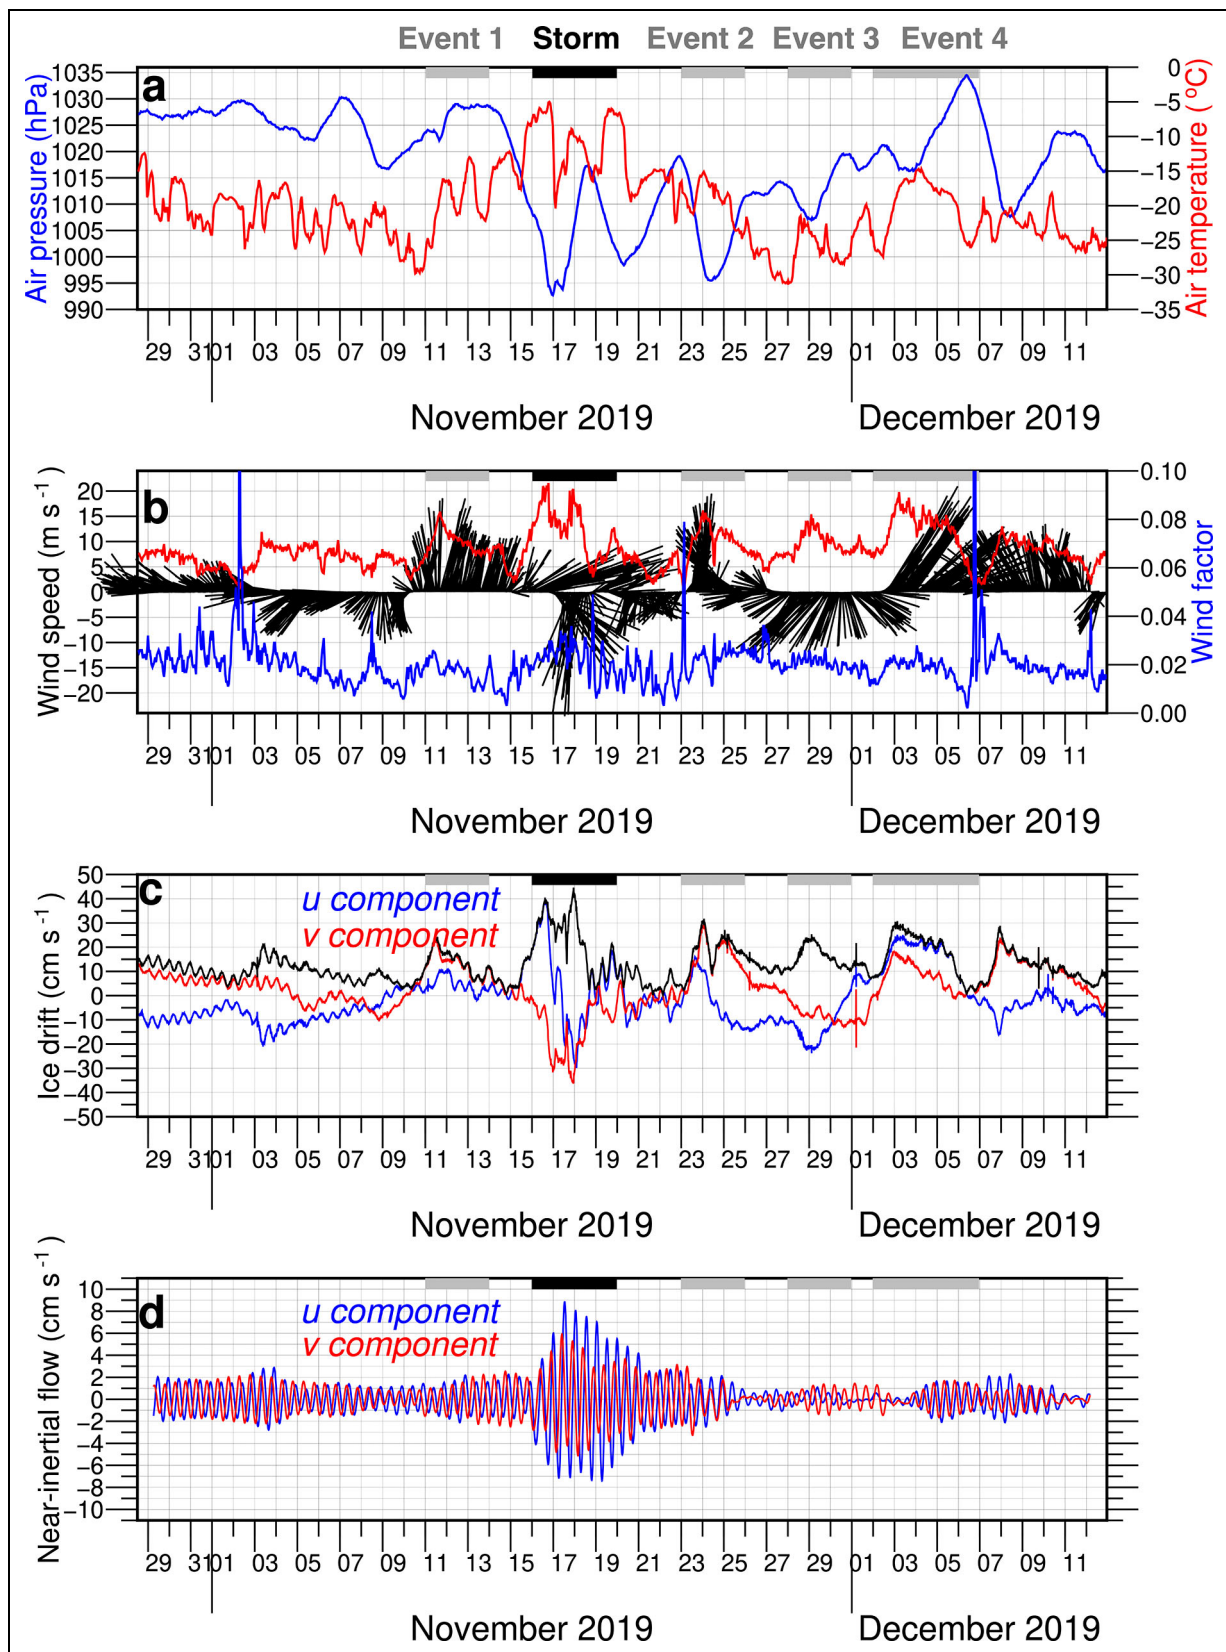 Event 1 Storm Event 2 Event 3 Event 4
a
Air pressure (hPa)
1035
1030
1025
1020
1015
1010
1005
1000
995
990
0
−5
−10
−15
−20
−25
−30
−35
Air temperature (°C)
29 01 03 05 07 09 11 13 15 17 19 21 23 25 27 29 01 03 05 07 09 11
November 2019 December 2019
b
Wind speed (m s⁻¹)
20
15
10
5
0
−5
−10
−15
−20
0.10
0.08
0.06
0.04
0.02
0.00
Wind factor
29 31 01 03 05 07 09 11 13 15 17 19 21 23 25 27 29 01 03 05 07 09 11
November 2019 December 2019
c
u component
v component
Ice drift (cm s⁻¹)
50
40
30
20
10
0
−10
−20
−30
−40
−50
29 31 01 03 05 07 09 11 13 15 17 19 21 23 25 27 29 01 03 05 07 09 11
November 2019 December 2019
d
u component
v component
Near-inertial flow (cm s⁻¹)
10
8
6
4
2
0
−2
−4
−6
−8
−10
29 31 01 03 05 07 09 11 13 15 17 19 21 23 25 27 29 01 03 05 07 09 11
November 2019 December 2019